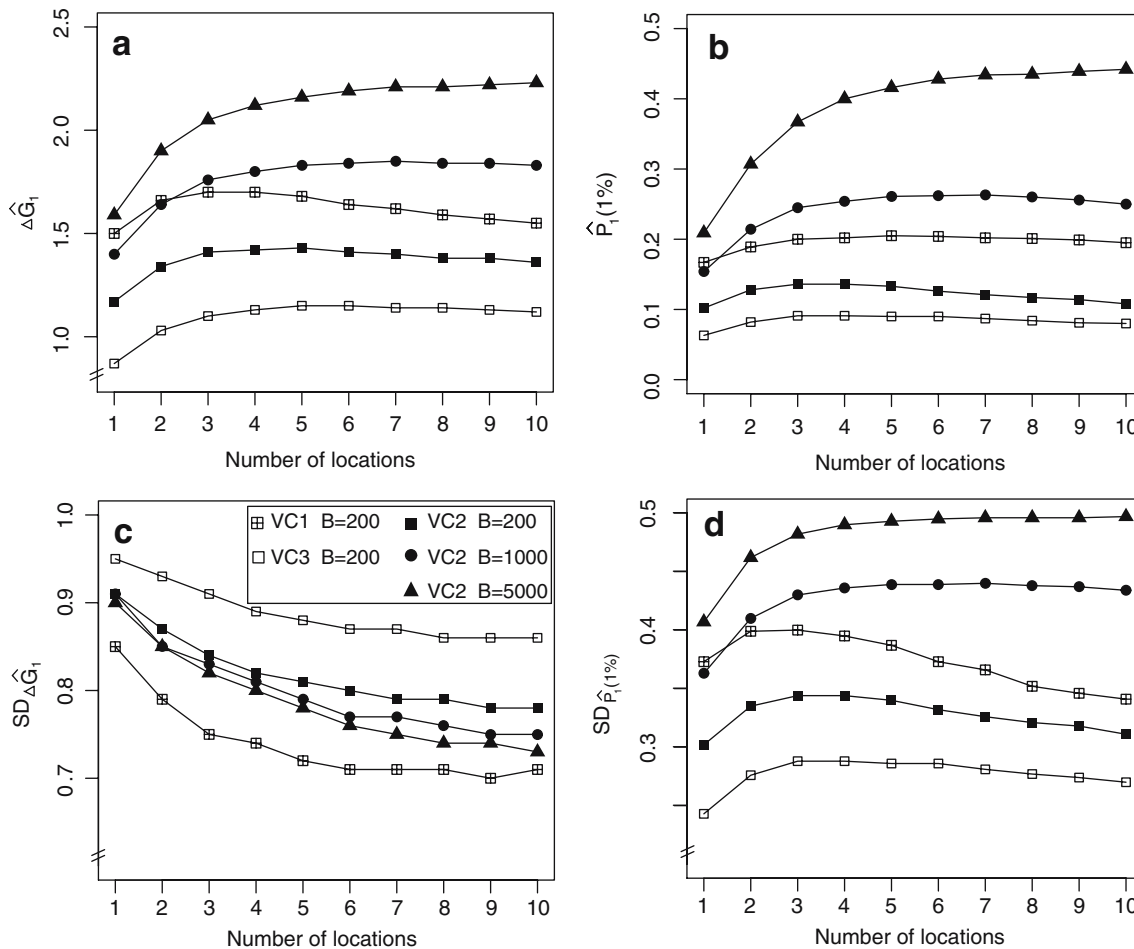 a
2.5
2.0
1.5
1.0
ΔĜ₁
1 2 3 4 5 6 7 8 9 10
Number of locations
b
0.5
0.4
0.3
0.2
0.1
0.0
P̂₁(1%)
1 2 3 4 5 6 7 8 9 10
Number of locations
c
1.0
0.9
0.8
0.7
SD ΔĜ₁
VC1 B=200
VC2 B=200
VC3 B=200
VC2 B=1000
VC2 B=5000
1 2 3 4 5 6 7 8 9 10
Number of locations
d
0.5
0.4
0.3
SD P̂₁(1%)
1 2 3 4 5 6 7 8 9 10
Number of locations